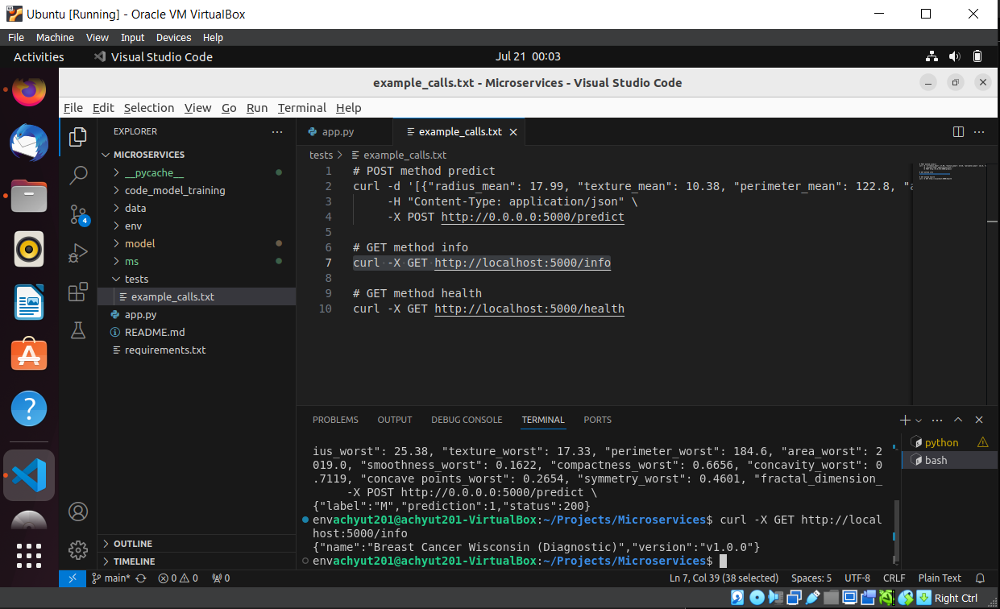 Ubuntu [Running] - Oracle VM VirtualBox
File Machine View Input Devices Help
Activities Visual Studio Code Jul 21 00:03
example_calls.txt - Microservices - Visual Studio Code
File Edit Selection View Go Run Terminal Help
EXPLORER
MICROSERVICES
__pycache__
code_model_training
data
env
model
ms
tests
example_calls.txt
app.py
README.md
requirements.txt
OUTLINE
TIMELINE
4
app.py example_calls.txt
tests > example_calls.txt
1 # POST method predict
2 curl -d '[{"radius_mean": 17.99, "texture_mean": 10.38, "perimeter_mean": 122.8, "a
3 -H "Content-Type: application/json" \
4 -X POST http://0.0.0.0:5000/predict
5
6 # GET method info
7 curl -X GET http://localhost:5000/info
8
9 # GET method health
10 curl -X GET http://localhost:5000/health
PROBLEMS OUTPUT DEBUG CONSOLE TERMINAL PORTS
ius_worst": 25.38, "texture_worst": 17.33, "perimeter_worst": 184.6, "area_worst": 2
019.0, "smoothness_worst": 0.1622, "compactness_worst": 0.6656, "concavity_worst": 0
.7119, "concave points_worst": 0.2654, "symmetry_worst": 0.4601, "fractal_dimension_
-X POST http://0.0.0.0:5000/predict \
{"label":"M","prediction":1,"status":200}
envachyut201@achyut201-VirtualBox:~/Projects/Microservices$ curl -X GET http://local
host:5000/info
{"name":"Breast Cancer Wisconsin (Diagnostic)","version":"v1.0.0"}
envachyut201@achyut201-VirtualBox:~/Projects/Microservices$
python
bash
main* 0 0 0 Ln 7, Col 39 (38 selected) Spaces: 5 UTF-8 CRLF Plain Text
Right Ctrl